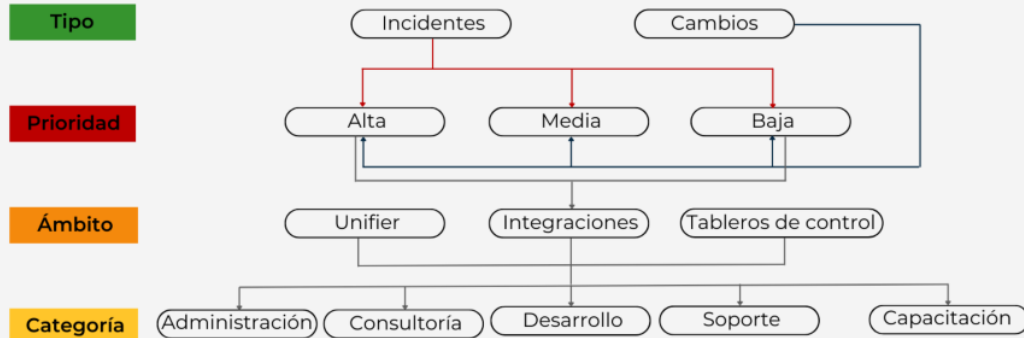 Tipo
Incidentes
Cambios
Prioridad
Alta
Media
Baja
Ámbito
Unifier
Integraciones
Tableros de control
Categoría
Administración
Consultoría
Desarrollo
Soporte
Capacitación